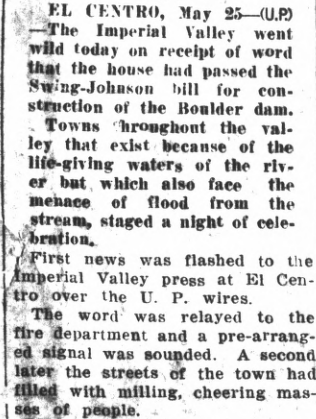 EL CENTRO, May 25—(U.P.)
—The Imperial Valley went
wild today on receipt of word
that the house had passed the
Swing-Johnson bill for con-
struction of the Boulder dam.
Towns throughout the val-
ley that exist because of the
life-giving waters of the riv-
er but which also face the
menace of flood from the
stream, staged a night of cele-
bration.
First news was flashed to the
Imperial Valley press at El Cen-
tro over the U. P. wires.
The word was relayed to the
fire department and a pre-arrang-
ed signal was sounded. A second
later the streets of the town had
filled with milling, cheering mas-
ses of people.